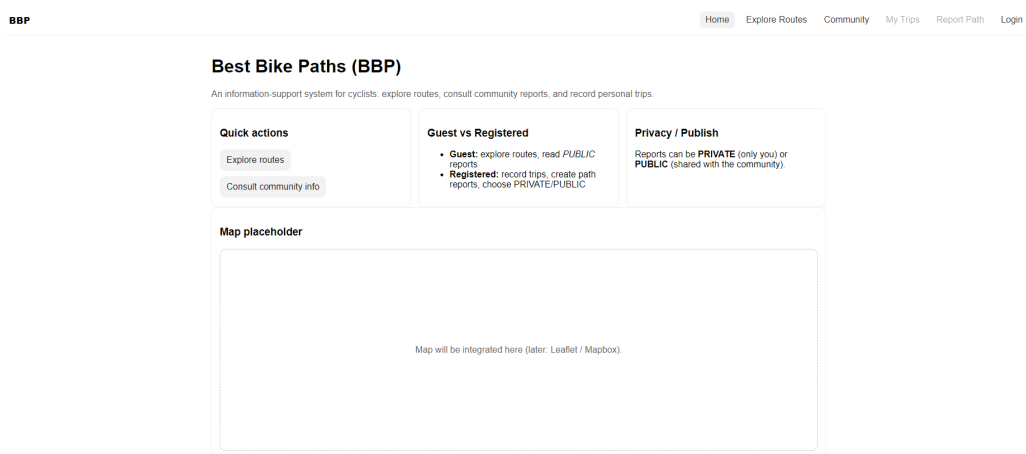 BBP
Home
Explore Routes
Community
My Trips
Report Path
Login
Best Bike Paths (BBP)
An information-support system for cyclists: explore routes, consult community reports, and record personal trips.
Quick actions
Explore routes
Consult community info
Guest vs Registered
• Guest: explore routes, read PUBLIC
reports
• Registered: record trips, create path
reports, choose PRIVATE/PUBLIC
Privacy / Publish
Reports can be PRIVATE (only you) or
PUBLIC (shared with the community).
Map placeholder
Map will be integrated here (later: Leaflet / Mapbox).